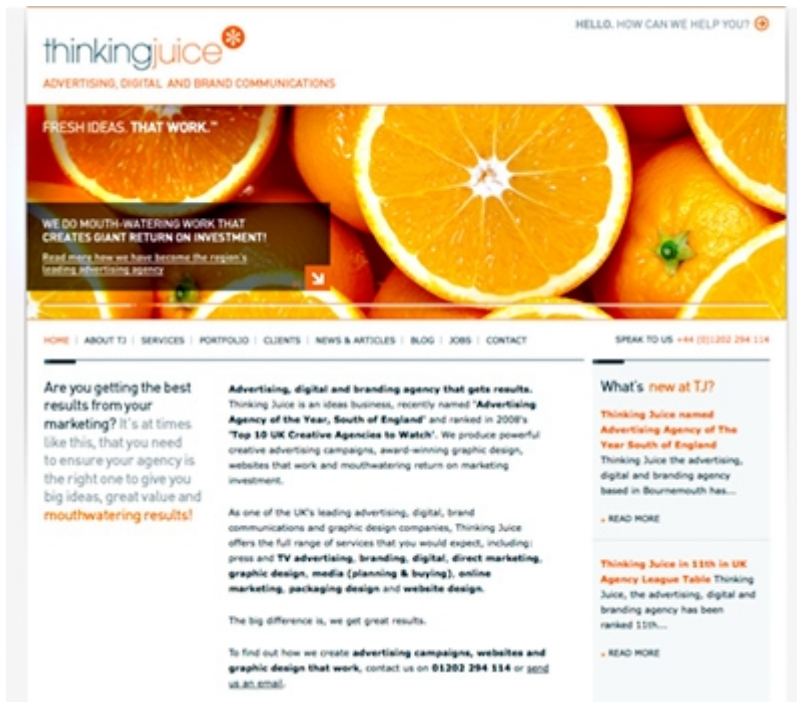 HELLO. HOW CAN WE HELP YOU?
thinkingjuice
ADVERTISING, DIGITAL AND BRAND COMMUNICATIONS
FRESH IDEAS. THAT WORK.™
WE DO MOUTH-WATERING WORK THAT
CREATES GIANT RETURN ON INVESTMENT!
Read more how we have become the region's
leading advertising agency
HOME | ABOUT TJ | SERVICES | PORTFOLIO | CLIENTS | NEWS & ARTICLES | BLOG | JOBS | CONTACT
SPEAK TO US +44 (0)1202 294 114
Are you getting the best
results from your
marketing? It's at times
like this, that you need
to ensure your agency is
the right one to give you
big ideas, great value and
mouthwatering results!
Advertising, digital and branding agency that gets results.
Thinking Juice is an ideas business, recently named 'Advertising
Agency of the Year, South of England' and ranked in 2008's
'Top 10 UK Creative Agencies to Watch'. We produce powerful
creative advertising campaigns, award-winning graphic design,
websites that work and mouthwatering return on marketing
investment.
As one of the UK's leading advertising, digital, brand
communications and graphic design companies, Thinking Juice
offers the full range of services that you would expect, including:
press and TV advertising, branding, digital, direct marketing,
graphic design, media (planning & buying), online
marketing, packaging design and website design.
The big difference is, we get great results.
To find out how we create advertising campaigns, websites and
graphic design that work, contact us on 01202 294 114 or send
us an email.
What's new at TJ?
Thinking Juice named
Advertising Agency of The
Year South of England
Thinking Juice the advertising,
digital and branding agency
based in Bournemouth has...
READ MORE
Thinking Juice in 11th in UK
Agency League Table Thinking
Juice, the advertising, digital and
branding agency has been
ranked 11th...
READ MORE